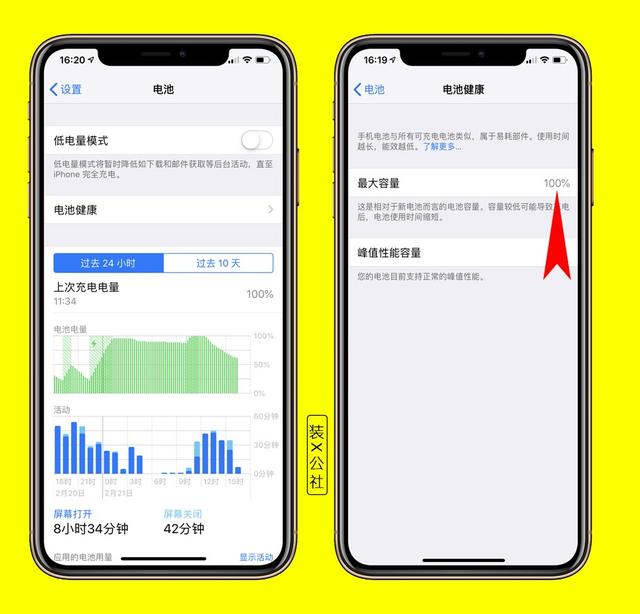 16:20
设置
电池
低电量模式
低电量模式将暂时降低如下载和邮件获取等后台活动，直至
iPhone 完全充电。
电池健康
过去 24 小时
过去 10 天
上次充电电量
11:34
100%
电池电量
100%
50%
0%
活动
60分钟
30分钟
0分钟
18时 21时 0时 3时 6时 9时 12时 15时
2月20日 2月21日
屏幕打开
8小时34分钟
屏幕关闭
42分钟
应用的电池用量
显示活动
装X公社
16:19
电池
电池健康
手机电池与所有可充电电池类似，属于易耗部件。使用时间
越长，能效越低。了解更多...
最大容量
100%
这是相对于新电池而言的电池容量。容量较低可能导致 电
后，电池使用时间缩短。
峰值性能容量
您的电池目前支持正常的峰值性能。